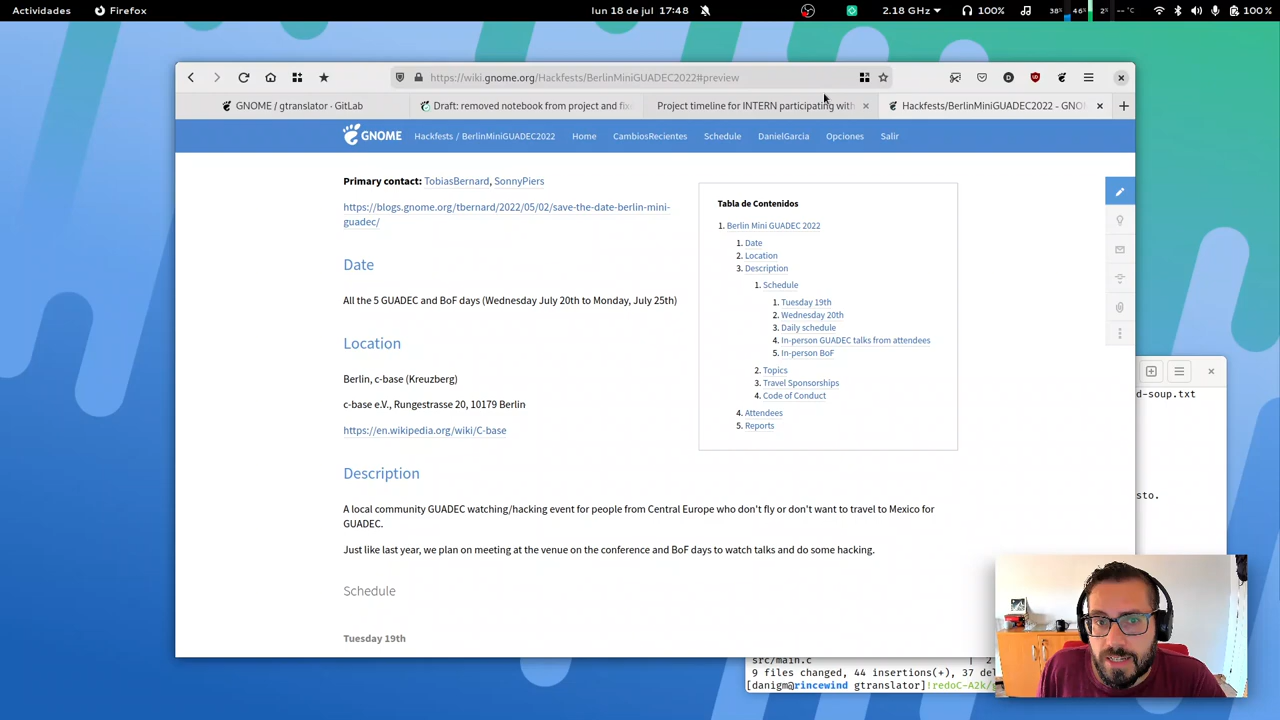 Actividades
Firefox
lun 18 de jul 17:48
2.18 GHz
100%
38%
46%
2%
--°C
100 %
https://wiki.gnome.org/Hackfests/BerlinMiniGUADEC2022#preview
GNOME / gtranslator · GitLab
Draft: removed notebook from project and fix
Project timeline for INTERN participating with
Hackfests/BerlinMiniGUADEC2022 - GNO
GNOME
Hackfests / BerlinMiniGUADEC2022
Home
CambiosRecientes
Schedule
DanielGarcia
Opciones
Salir
Primary contact: TobiasBernard, SonnyPiers
https://blogs.gnome.org/tbernard/2022/05/02/save-the-date-berlin-mini-
guadec/
Date
All the 5 GUADEC and BoF days (Wednesday July 20th to Monday, July 25th)
Location
Berlin, c-base (Kreuzberg)
c-base e.V., Rungestrasse 20, 10179 Berlin
https://en.wikipedia.org/wiki/C-base
Tabla de Contenidos
1. Berlin Mini GUADEC 2022
1. Date
2. Location
3. Description
1. Schedule
1. Tuesday 19th
2. Wednesday 20th
3. Daily schedule
4. In-person GUADEC talks from attendees
5. In-person BoF
2. Topics
3. Travel Sponsorships
4. Code of Conduct
4. Attendees
5. Reports
Description
A local community GUADEC watching/hacking event for people from Central Europe who don't fly or don't want to travel to Mexico for
GUADEC.
Just like last year, we plan on meeting at the venue on the conference and BoF days to watch talks and do some hacking.
Schedule
Tuesday 19th
d-soup.txt
sto.
src/main.c | 2
9 files changed, 44 insertions(+), 37 del
[danigm@rincewind gtranslator]!redoC-A2k/